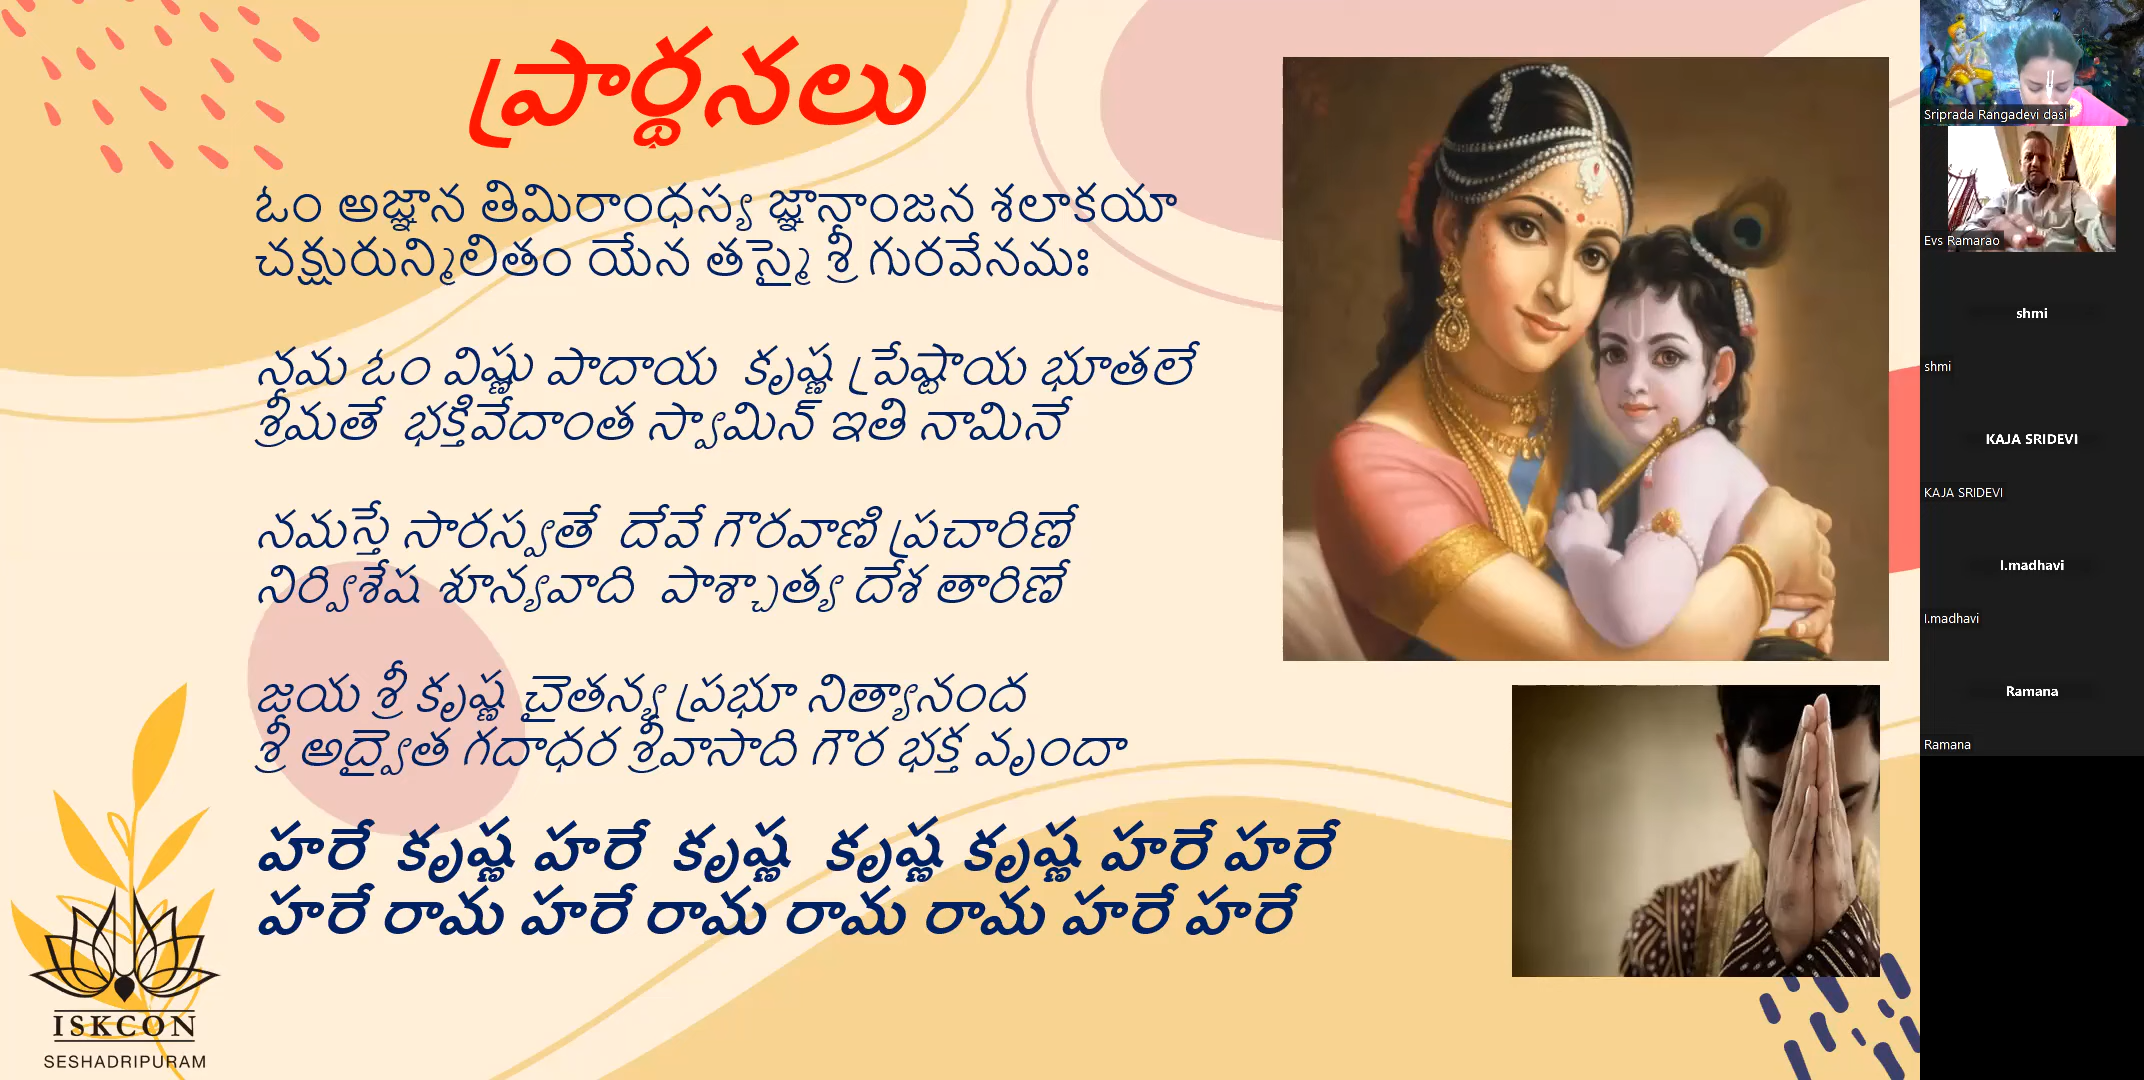 ప్రార్థనలు
ఓం అజ్ఞాన తిమిరాంధస్య జ్ఞానాంజన శలాకయా
చక్షురున్మిలితం యేన తస్మై శ్రీ గురవేనమః
నమ ఓం విష్ణు పాదాయ కృష్ణ ప్రేష్టాయ భూతలే
శ్రీమతే భక్తివేదాంత స్వామిన్ ఇతి నామినే
నమస్తే సారస్వతే దేవే గౌరవాణి ప్రచారిణే
నిర్విశేష శూన్యవాది పాశ్చాత్య దేశ తారిణే
జయ శ్రీ కృష్ణ చైతన్య ప్రభూ నిత్యానంద
శ్రీ అద్వైత గదాధర శ్రీవాసాది గౌర భక్త వృందా
హరే కృష్ణ హరే కృష్ణ కృష్ణ కృష్ణ హరే హరే
హరే రామ హరే రామ రామ రామ హరే హరే
ISKCON
SESHADRIPURAM
Sriprada Rangadevi dasi
Evs Ramarao
shmi
shmi
KAJA SRIDEVI
KAJA SRIDEVI
I.madhavi
I.madhavi
Ramana
Ramana